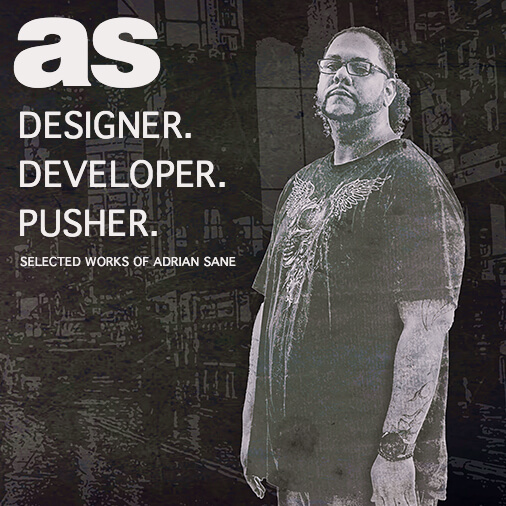 as
DESIGNER.
DEVELOPER.
PUSHER.
SELECTED WORKS OF ADRIAN SANE